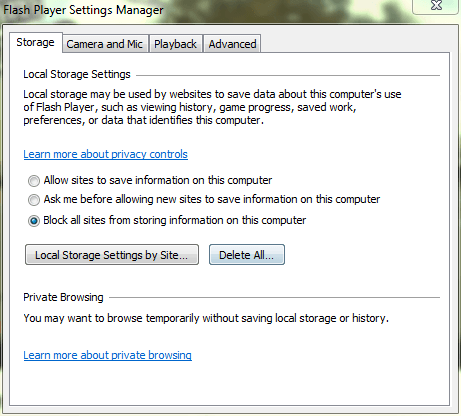 Flash Player Settings Manager
Storage Camera and Mic Playback Advanced
Local Storage Settings
Local storage may be used by websites to save data about this computer's use
of Flash Player, such as viewing history, game progress, saved work,
preferences, or data that identifies this computer.
Learn more about privacy controls
Allow sites to save information on this computer
Ask me before allowing new sites to save information on this computer
Block all sites from storing information on this computer
Local Storage Settings by Site... Delete All...
Private Browsing
You may want to browse temporarily without saving local storage or history.
Learn more about private browsing